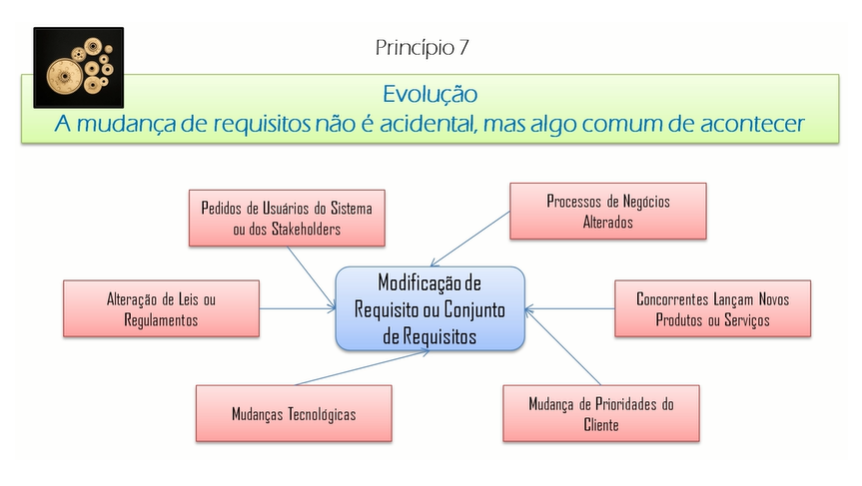 Princípio 7
Evolução
A mudança de requisitos não é acidental, mas algo comum de acontecer
Pedidos de Usuários do Sistema
ou dos Stakeholders
Processos de Negócios
Alterados
Alteração de Leis ou
Regulamentos
Modificação de
Requisito ou Conjunto
de Requisitos
Concorrentes Lançam Novos
Produtos ou Serviços
Mudanças Tecnológicas
Mudança de Prioridades do
Cliente